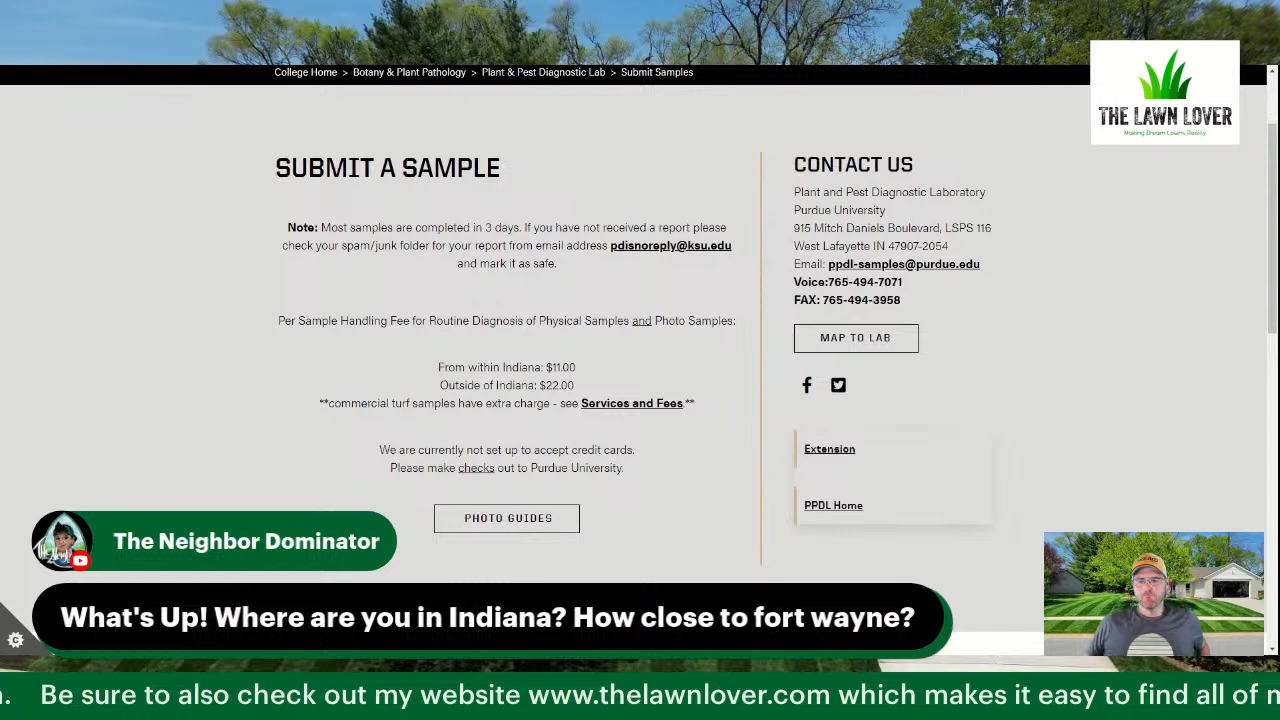 College Home > Botany & Plant Pathology > Plant & Pest Diagnostic Lab > Submit Samples
THE LAWN LOVER
Making Dream Lawns Reality
SUBMIT A SAMPLE
Note: Most samples are completed in 3 days. If you have not received a report please
check your spam/junk folder for your report from email address pdisnoreply@ksu.edu
and mark it as safe.
Per Sample Handling Fee for Routine Diagnosis of Physical Samples and Photo Samples:
From within Indiana: $11.00
Outside of Indiana: $22.00
**commercial turf samples have extra charge - see Services and Fees.**
We are currently not set up to accept credit cards.
Please make checks out to Purdue University.
PHOTO GUIDES
CONTACT US
Plant and Pest Diagnostic Laboratory
Purdue University
915 Mitch Daniels Boulevard, LSPS 116
West Lafayette IN 47907-2054
Email: ppdl-samples@purdue.edu
Voice:765-494-7071
FAX: 765-494-3958
MAP TO LAB
Extension
PPDL Home
The Neighbor Dominator
What's Up! Where are you in Indiana? How close to fort wayne?
. Be sure to also check out my website www.thelawnlover.com which makes it easy to find all of